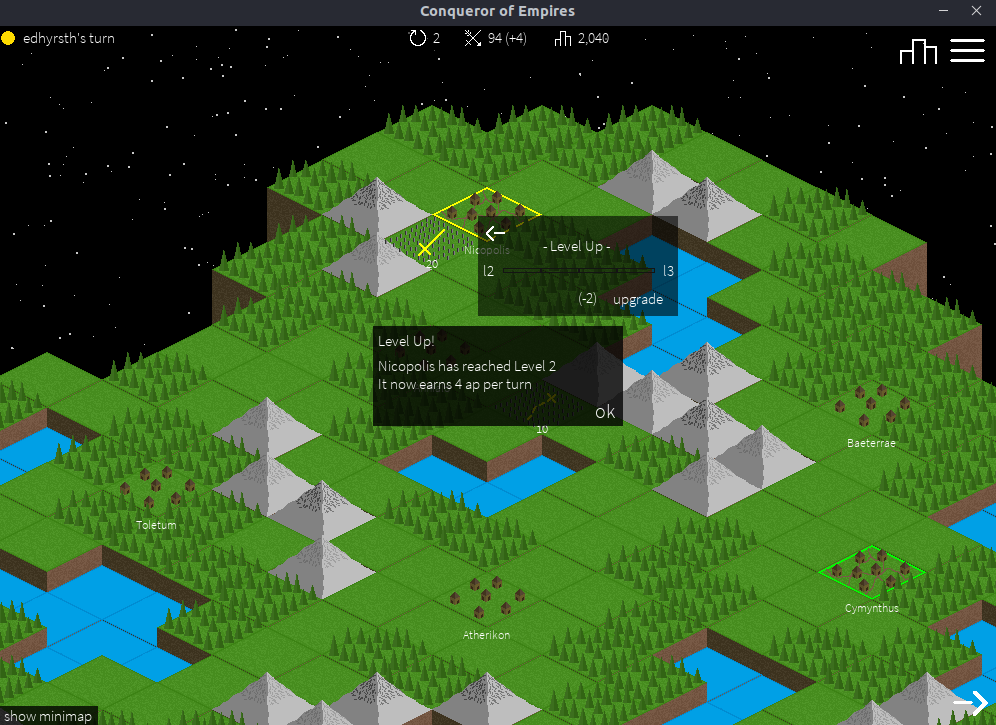 Conqueror of Empires
edhyrsth's turn
2
94 (+4)
2,040
Nicopolis
20
- Level Up -
l2
l3
(-2) upgrade
Level Up!
Nicopolis has reached Level 2
It now earns 4 ap per turn
ok
10
Baeterrae
Toletum
Cymynthus
Atherikon
show minimap